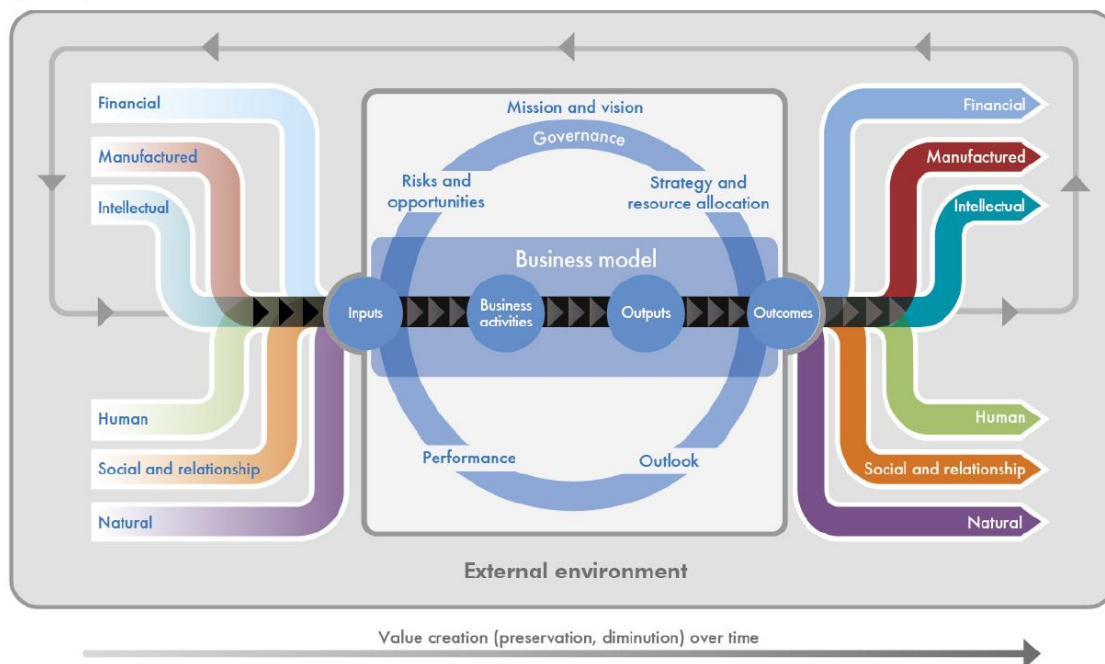 Financial
Manufactured
Intellectual
Human
Social and relationship
Natural
Mission and vision
Governance
Risks and
opportunities
Strategy and
resource allocation
Business model
Inputs
Business
activities
Outputs
Outcomes
Performance
Outlook
Financial
Manufactured
Intellectual
Human
Social and relationship
Natural
External environment
Value creation (preservation, diminution) over time